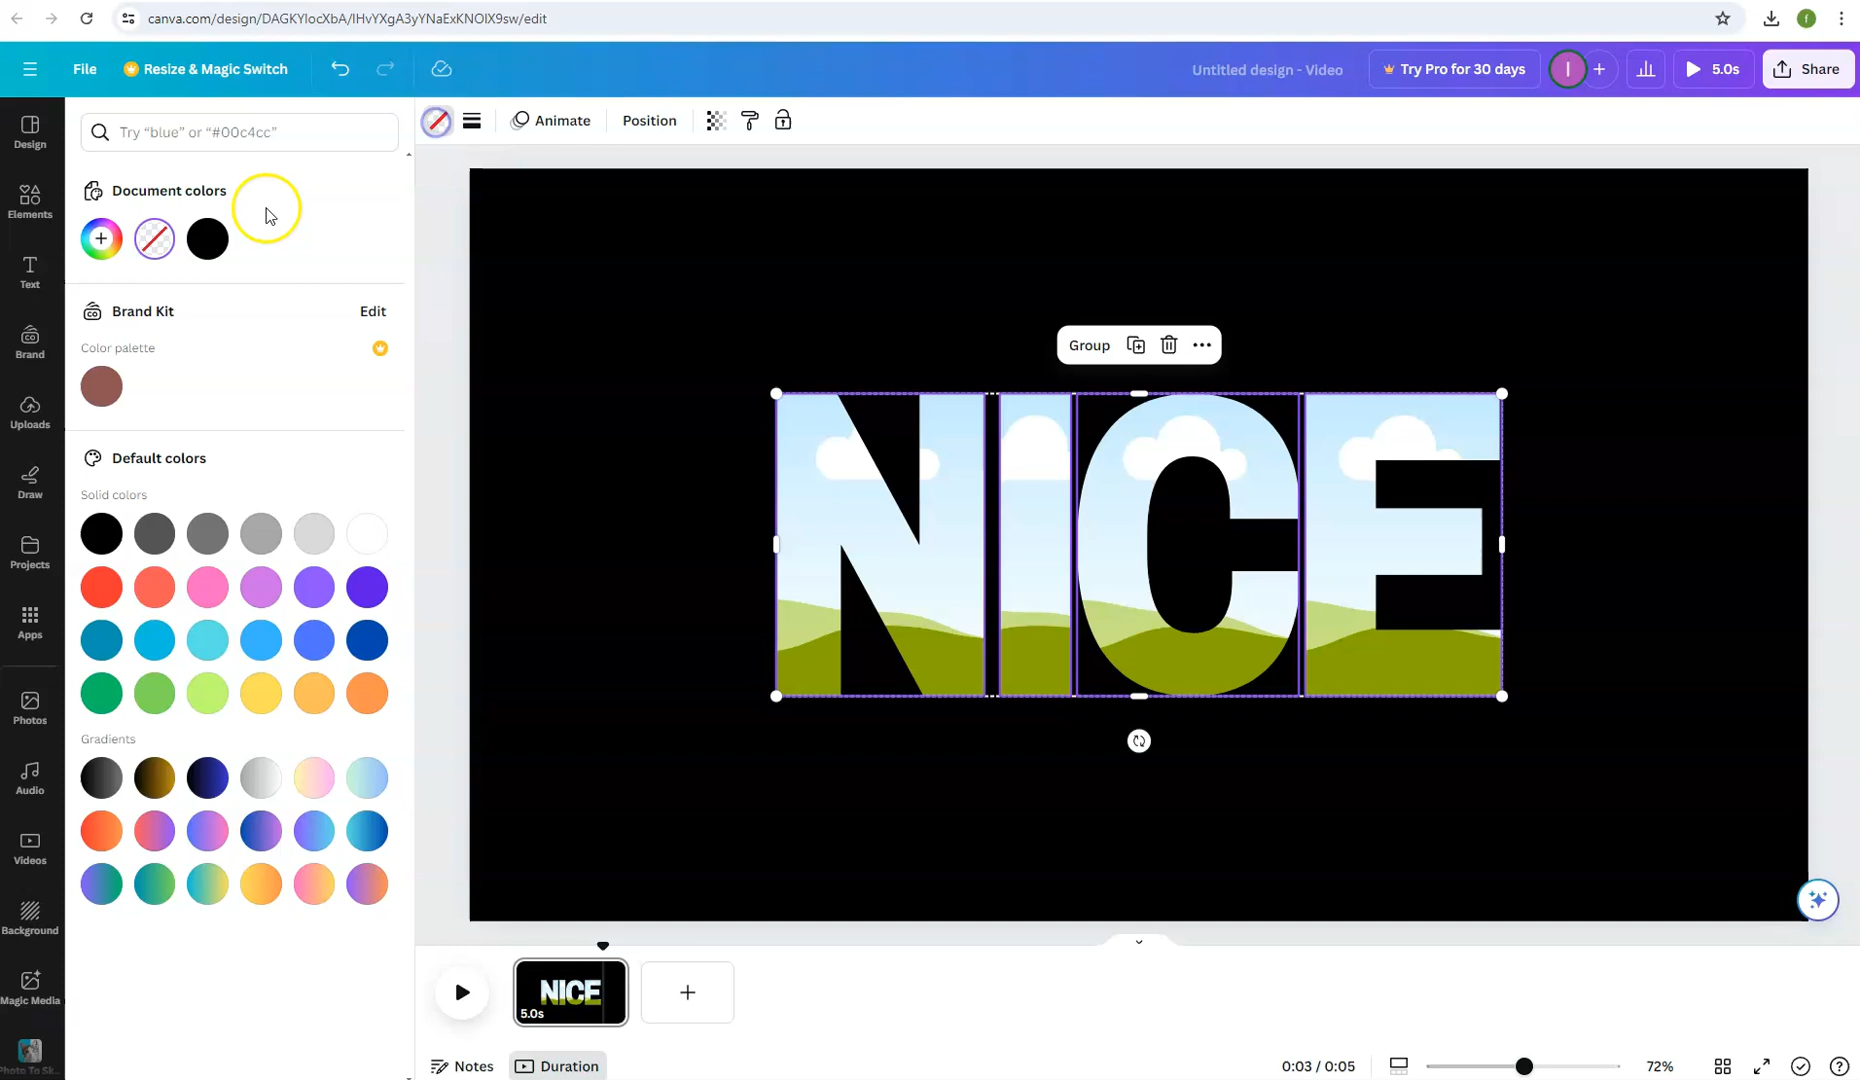 canva.com/design/DAGKYlocXbA/IHvYXgA3yYNaExKNOIX9sw/edit
f
File
Resize & Magic Switch
Untitled design - Video
Try Pro for 30 days
I
5.0s
Share
Design
Elements
Text
Brand
Uploads
Draw
Projects
Apps
Photos
Audio
Videos
Background
Magic Media
Photo To Sk...
Try “blue” or “#00c4cc”
Document colors
Brand Kit
Edit
Color palette
Default colors
Solid colors
Gradients
Animate
Position
Group
NICE
NICE
5.0s
Notes
Duration
0:03 / 0:05
72%